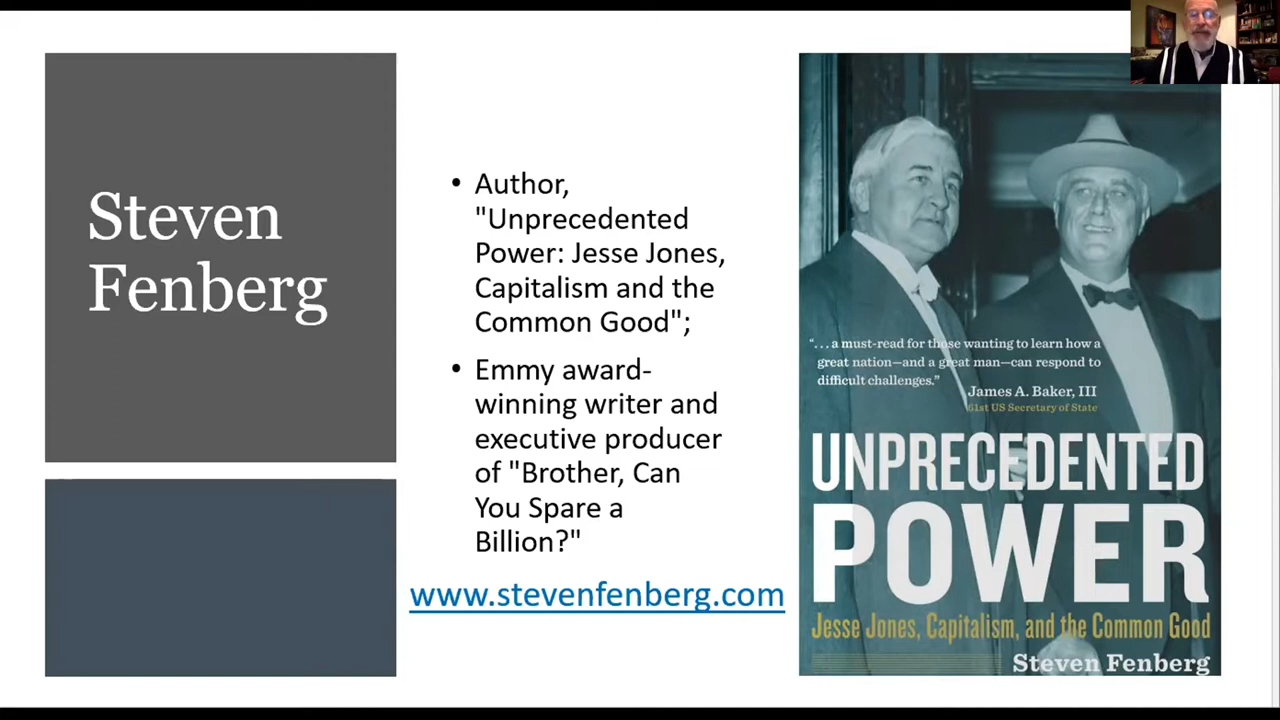 Steven
Fenberg
• Author,
"Unprecedented
Power: Jesse Jones,
Capitalism and the
Common Good";
• Emmy award-
winning writer and
executive producer
of "Brother, Can
You Spare a
Billion?"
www.stevenfenberg.com
“. . . a must-read for those wanting to learn how a
great nation—and a great man—can respond to
difficult challenges.”
James A. Baker, III
61st US Secretary of State
UNPRECEDENTED
POWER
Jesse Jones, Capitalism, and the Common Good
Steven Fenberg